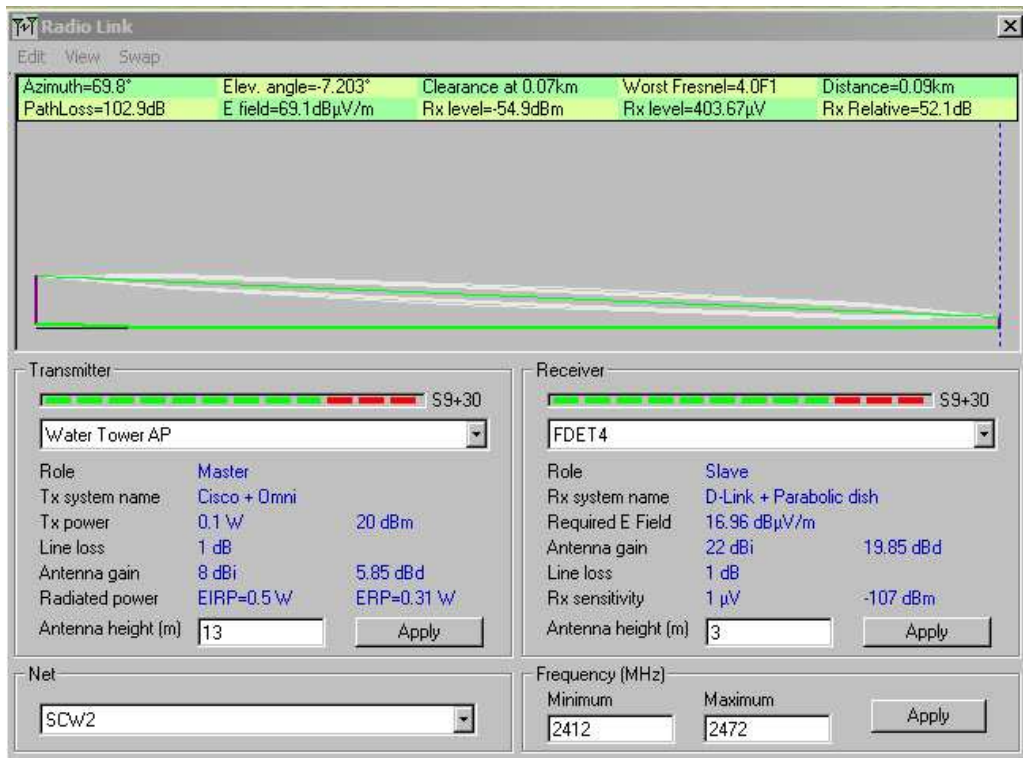 Radio Link
Edit View Swap
Azimuth=69.8° Elev. angle=-7.203° Clearance at 0.07km Worst Fresnel=4.0F1 Distance=0.09km
PathLoss=102.9dB E field=69.1dBµV/m Rx level=-54.9dBm Rx level=403.67µV Rx Relative=52.1dB
Transmitter
S9+30
Water Tower AP
Role Master
Tx system name Cisco + Omni
Tx power 0.1 W 20 dBm
Line loss 1 dB
Antenna gain 8 dBi 5.85 dBd
Radiated power EIRP=0.5 W ERP=0.31 W
Antenna height (m) 13 Apply
Receiver
S9+30
FDET4
Role Slave
Rx system name D-Link + Parabolic dish
Required E Field 16.96 dBµV/m
Antenna gain 22 dBi 19.85 dBd
Line loss 1 dB
Rx sensitivity 1 µV -107 dBm
Antenna height (m) 3 Apply
Net
SCW2
Frequency (MHz)
Minimum Maximum
2412 2472 Apply